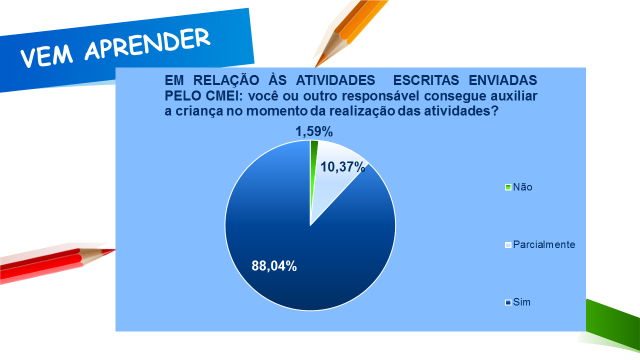 VEM APRENDER
EM RELAÇÃO ÀS ATIVIDADES ESCRITAS ENVIADAS
PELO CMEI: você ou outro responsável consegue auxiliar
a criança no momento da realização das atividades?
1,59%
10,37%
88,04%
Não
Parcialmente
Sim